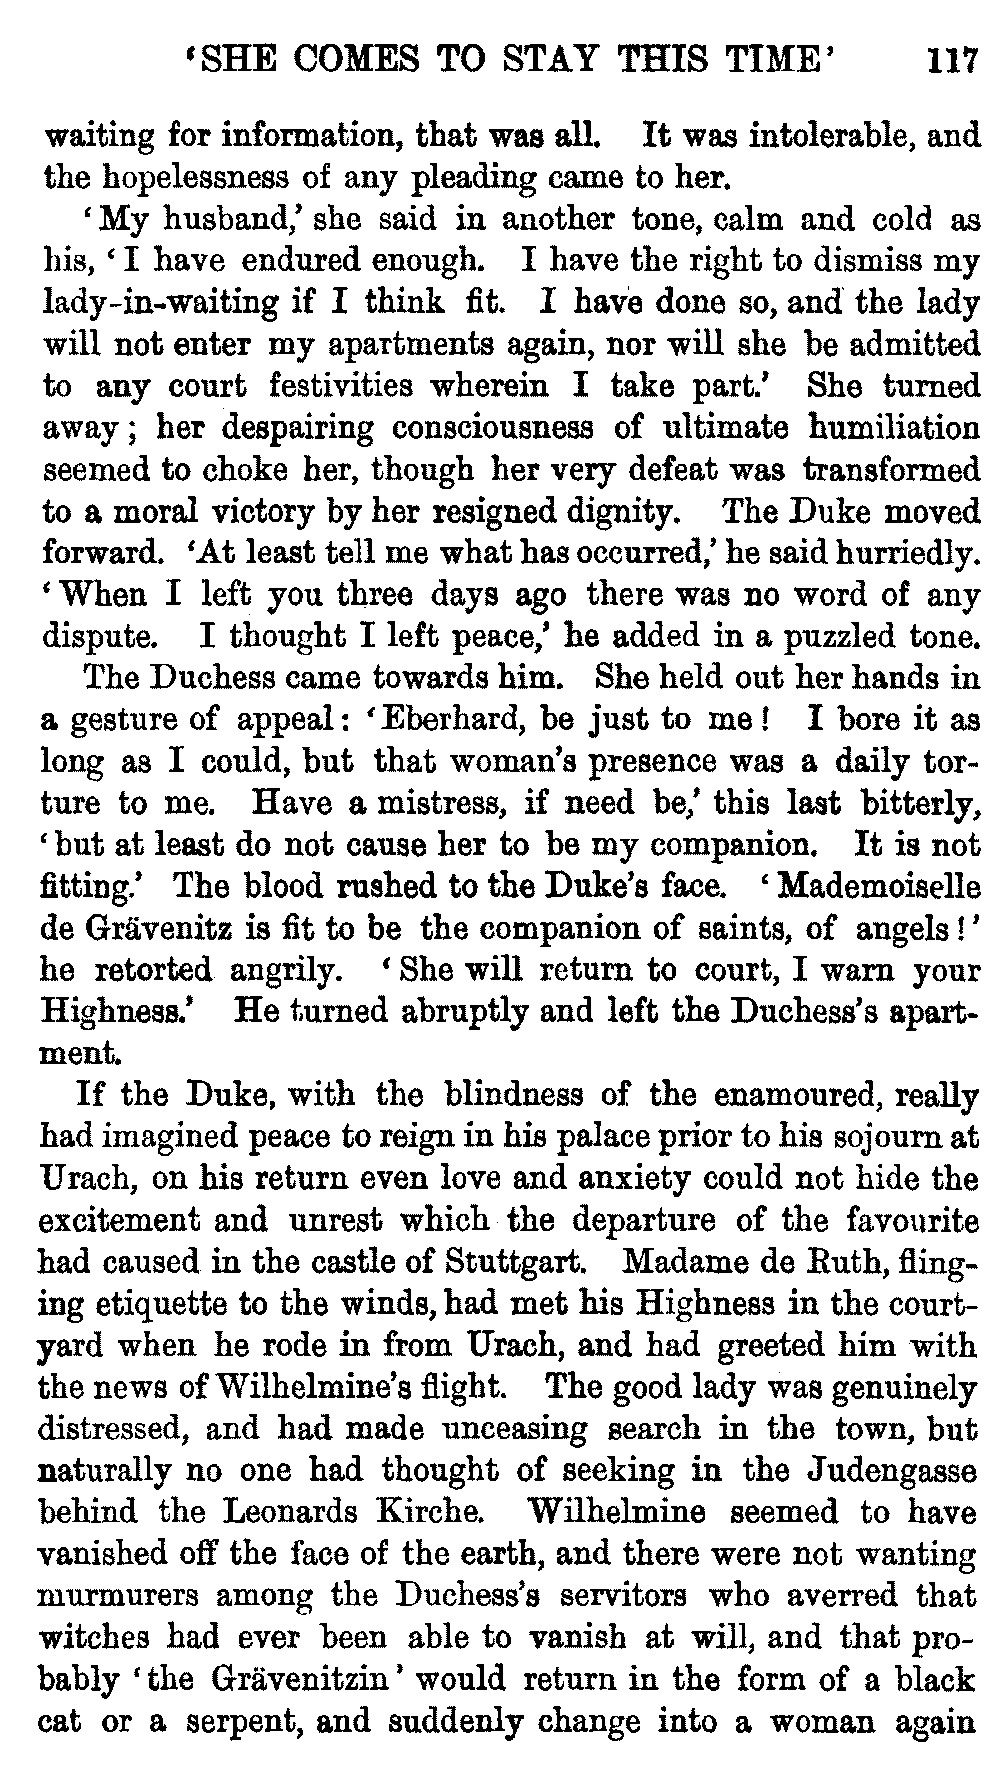 ‘SHE COMES TO STAY THIS TIME’ 117
waiting for information, that was all. It was intolerable, and
the hopelessness of any pleading came to her.
‘My husband,’ she said in another tone, calm and cold as
his, ‘I have endured enough. I have the right to dismiss my
lady-in-waiting if I think fit. I have done so, and the lady
will not enter my apartments again, nor will she be admitted
to any court festivities wherein I take part.’ She turned
away; her despairing consciousness of ultimate humiliation
seemed to choke her, though her very defeat was transformed
to a moral victory by her resigned dignity. The Duke moved
forward. ‘At least tell me what has occurred,’ he said hurriedly.
‘When I left you three days ago there was no word of any
dispute. I thought I left peace,’ he added in a puzzled tone.
The Duchess came towards him. She held out her hands in
a gesture of appeal: ‘Eberhard, be just to me! I bore it as
long as I could, but that woman’s presence was a daily tor-
ture to me. Have a mistress, if need be,’ this last bitterly,
‘but at least do not cause her to be my companion. It is not
fitting.’ The blood rushed to the Duke’s face. ‘Mademoiselle
de Grävenitz is fit to be the companion of saints, of angels!’
he retorted angrily. ‘She will return to court, I warn your
Highness.’ He turned abruptly and left the Duchess’s apart-
ment.
If the Duke, with the blindness of the enamoured, really
had imagined peace to reign in his palace prior to his sojourn at
Urach, on his return even love and anxiety could not hide the
excitement and unrest which the departure of the favourite
had caused in the castle of Stuttgart. Madame de Ruth, fling-
ing etiquette to the winds, had met his Highness in the court-
yard when he rode in from Urach, and had greeted him with
the news of Wilhelmine’s flight. The good lady was genuinely
distressed, and had made unceasing search in the town, but
naturally no one had thought of seeking in the Judengasse
behind the Leonards Kirche. Wilhelmine seemed to have
vanished off the face of the earth, and there were not wanting
murmurers among the Duchess’s servitors who averred that
witches had ever been able to vanish at will, and that pro-
bably ‘the Grävenitzin’ would return in the form of a black
cat or a serpent, and suddenly change into a woman again